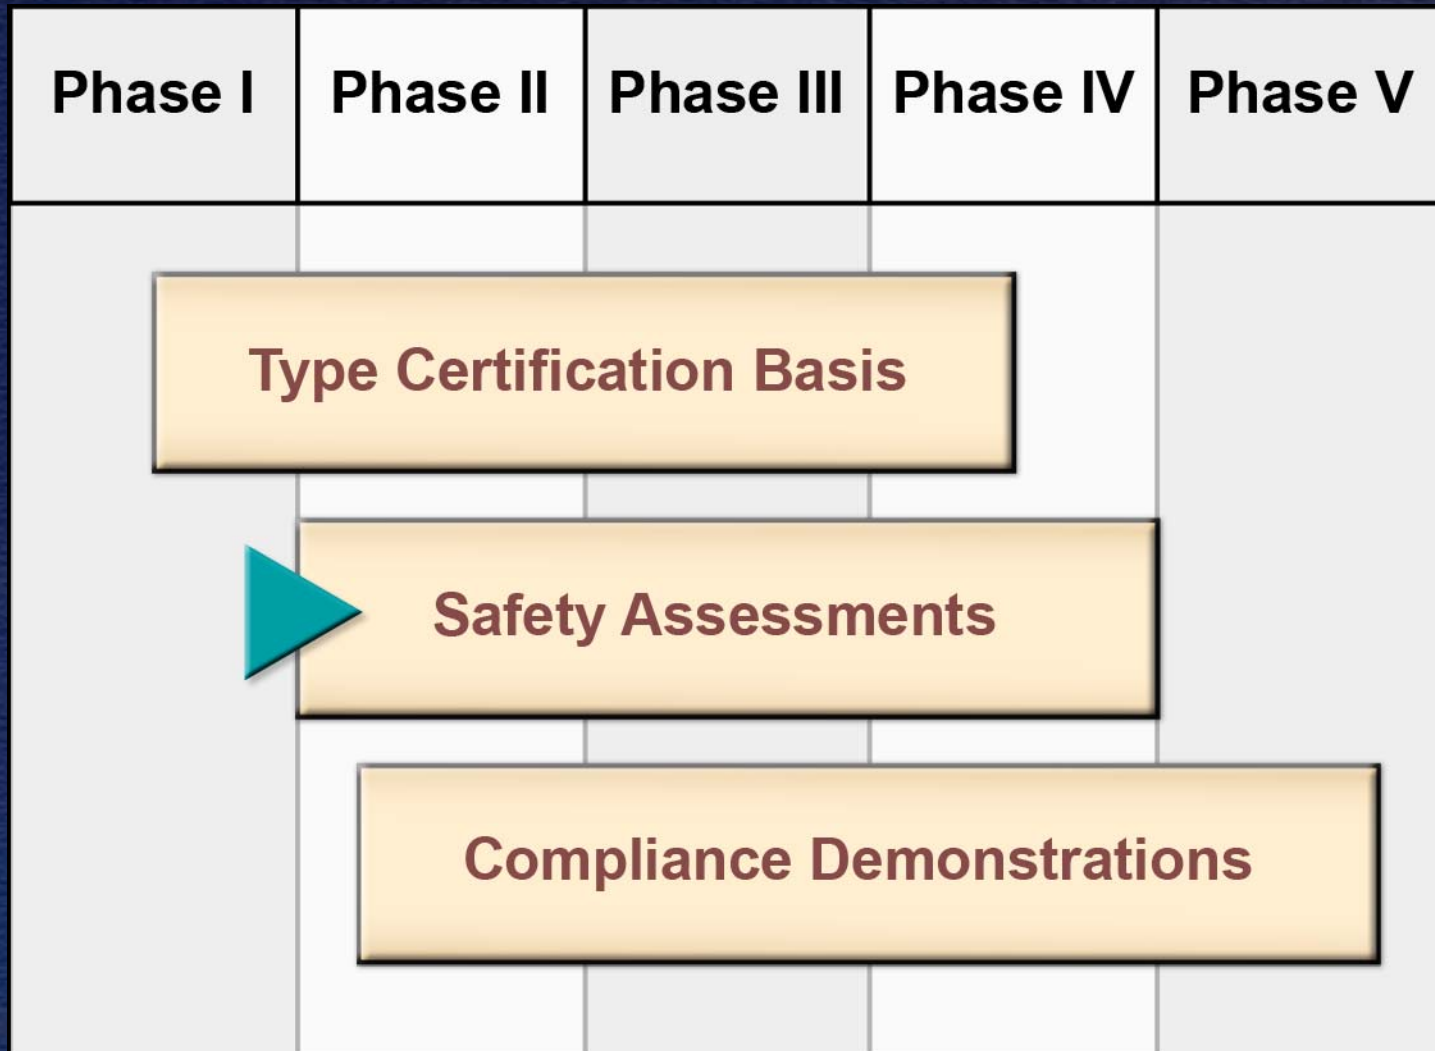 Phase I Phase II Phase III Phase IV Phase V
Type Certification Basis
Safety Assessments
Compliance Demonstrations